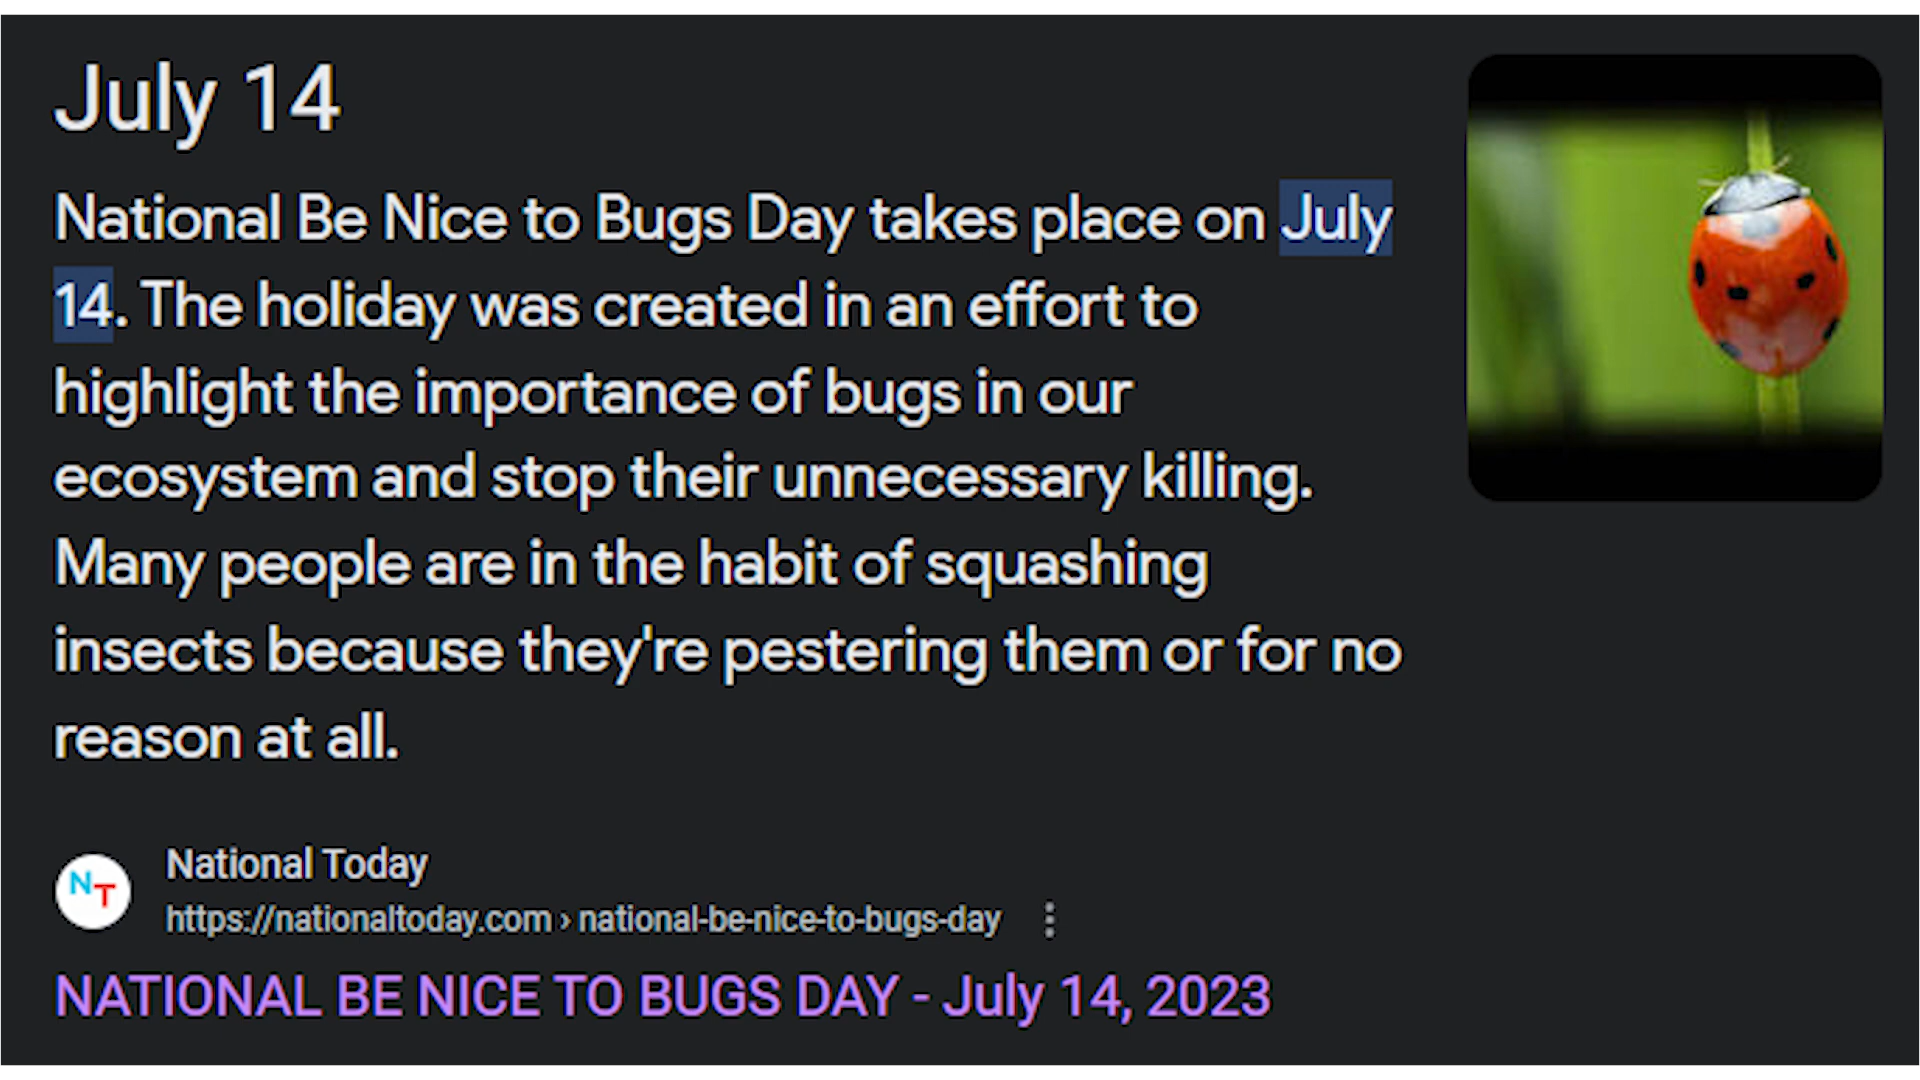 July 14
National Be Nice to Bugs Day takes place on July
14. The holiday was created in an effort to
highlight the importance of bugs in our
ecosystem and stop their unnecessary killing.
Many people are in the habit of squashing
insects because they're pestering them or for no
reason at all.
NT
National Today
https://nationaltoday.com › national-be-nice-to-bugs-day
NATIONAL BE NICE TO BUGS DAY - July 14, 2023